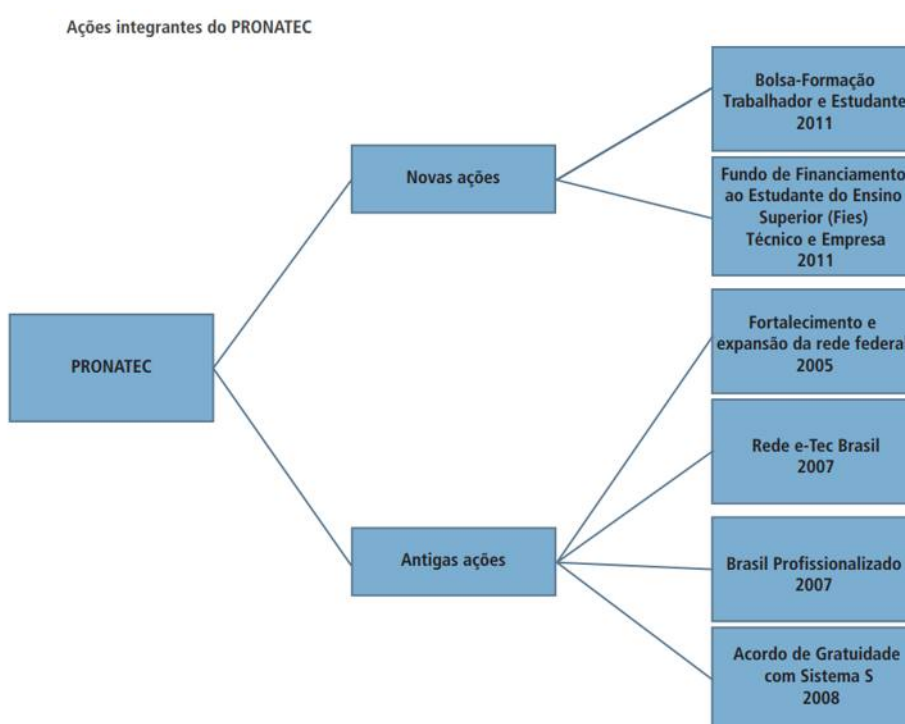 Ações integrantes do PRONATEC
Bolsa-Formação
Trabalhador e Estudante
2011
Novas ações
Fundo de Financiamento
ao Estudante do Ensino
Superior (Fies)
Técnico e Empresa
2011
PRONATEC
Fortalecimento e
expansão da rede federal
2005
Rede e-Tec Brasil
2007
Antigas ações
Brasil Profissionalizado
2007
Acordo de Gratuidade
com Sistema S
2008